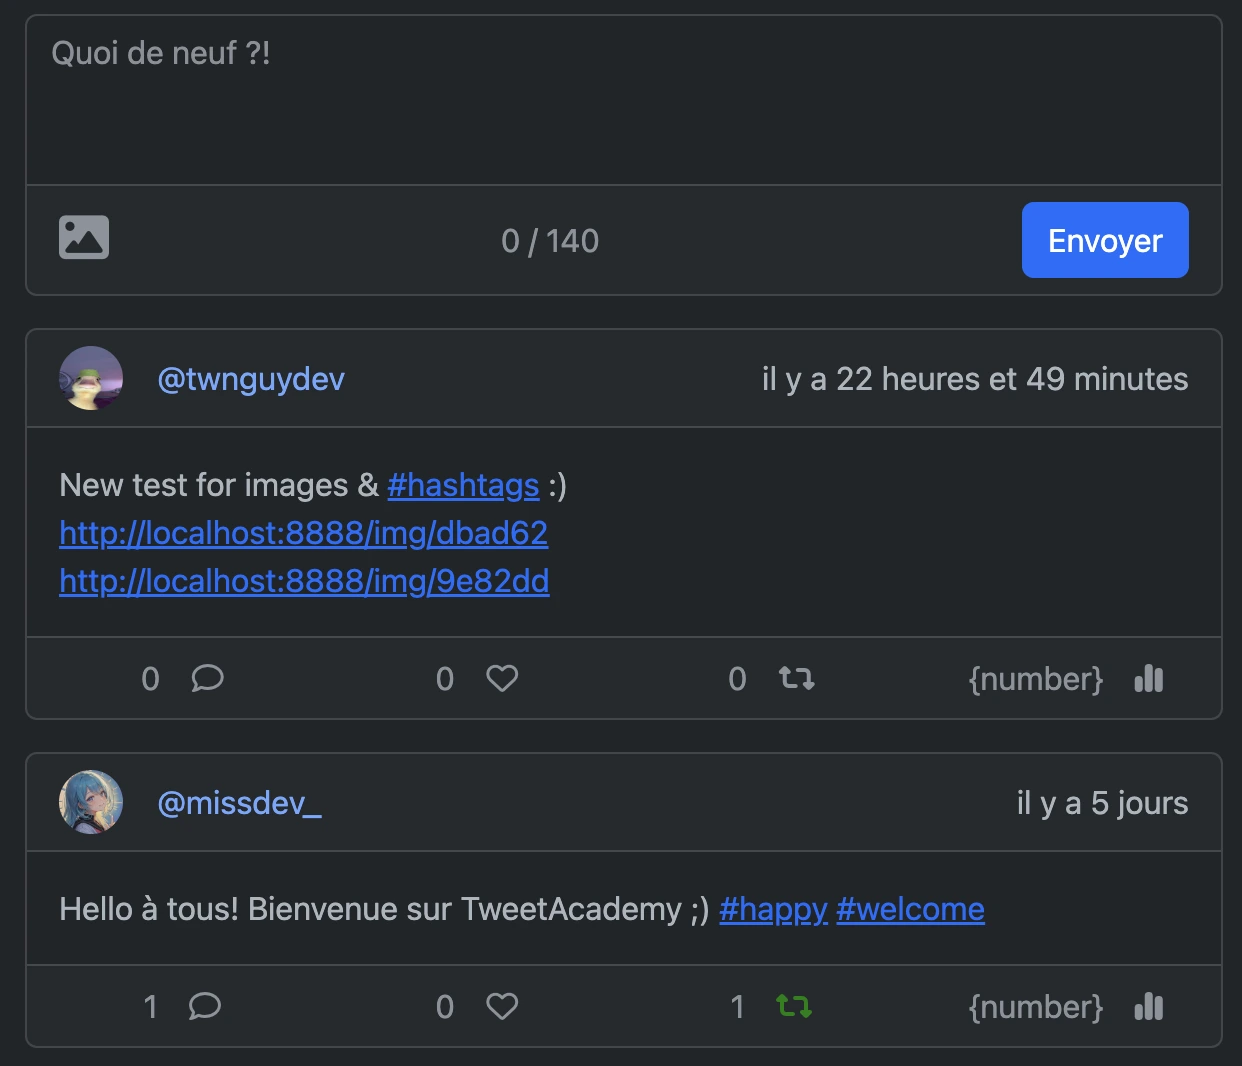 Quoi de neuf ?!
0 / 140
Envoyer
@twnguydev
il y a 22 heures et 49 minutes
New test for images & #hashtags :)
http://localhost:8888/img/dbad62
http://localhost:8888/img/9e82dd
0
0
0
{number}
@missdev_
il y a 5 jours
Hello à tous! Bienvenue sur TweetAcademy ;) #happy #welcome
1
0
1
{number}